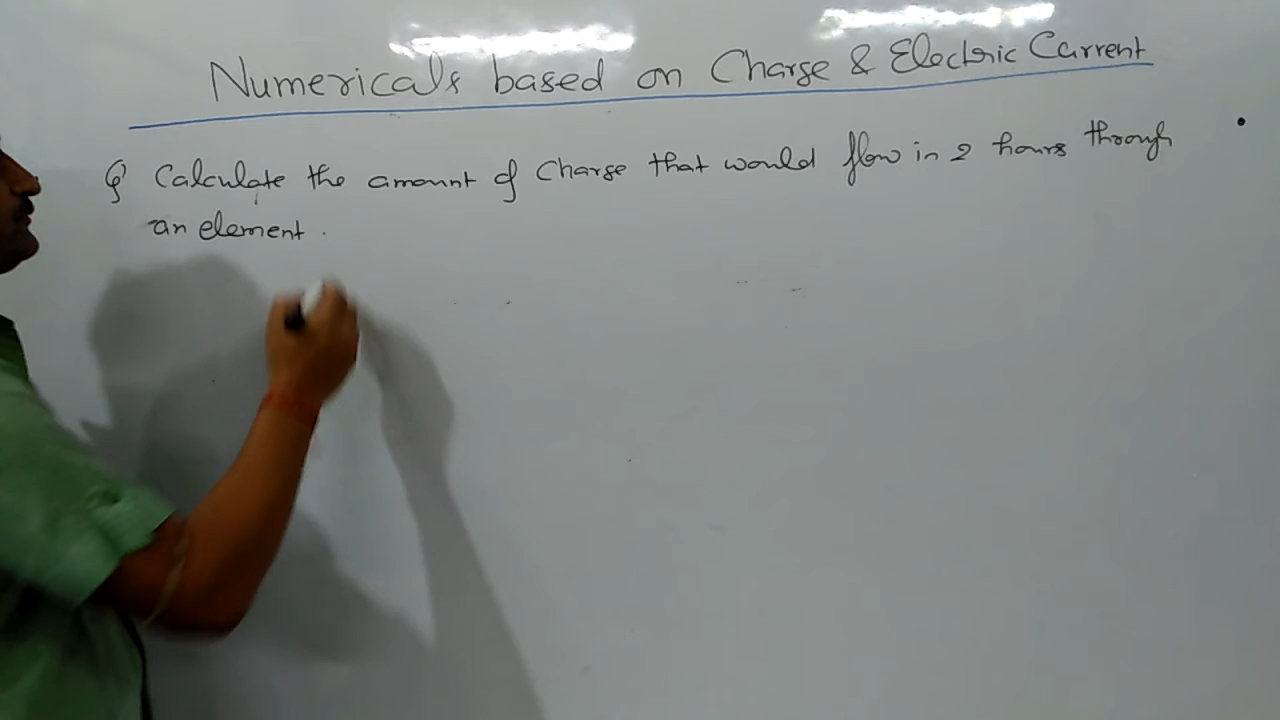 Numericals based on Charge & Electric Current
Q Calculate the amount of Charge that would flow in 2 hours through
an element.